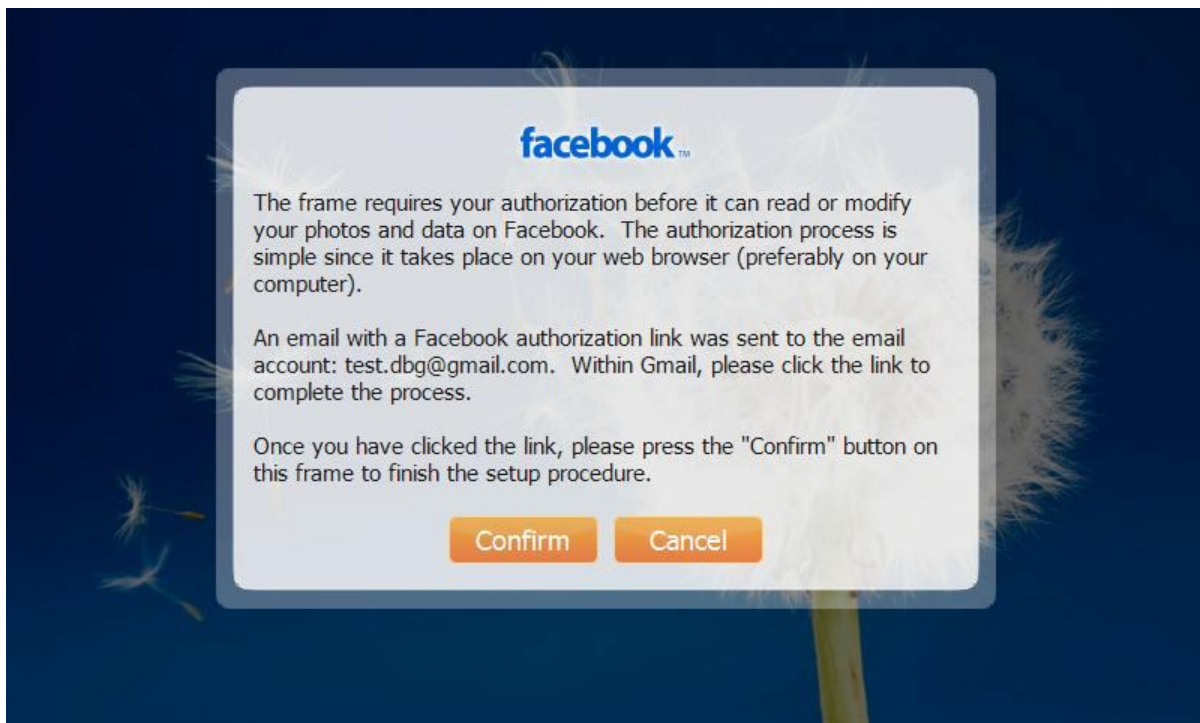 facebook™
The frame requires your authorization before it can read or modify
your photos and data on Facebook.  The authorization process is
simple since it takes place on your web browser (preferably on your
computer).
An email with a Facebook authorization link was sent to the email
account: test.dbg@gmail.com.  Within Gmail, please click the link to
complete the process.
Once you have clicked the link, please press the "Confirm" button on
this frame to finish the setup procedure.
Confirm Cancel